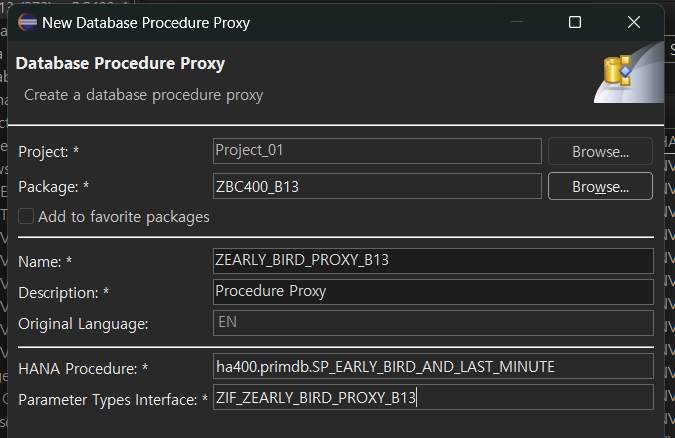 New Database Procedure Proxy
Database Procedure Proxy
Create a database procedure proxy
Project: * Project_01 Browse...
Package: * ZBC400_B13 Browse...
Add to favorite packages
Name: * ZEARLY_BIRD_PROXY_B13
Description: * Procedure Proxy
Original Language: EN
HANA Procedure: * ha400.primdb.SP_EARLY_BIRD_AND_LAST_MINUTE
Parameter Types Interface: * ZIF_ZEARLY_BIRD_PROXY_B13